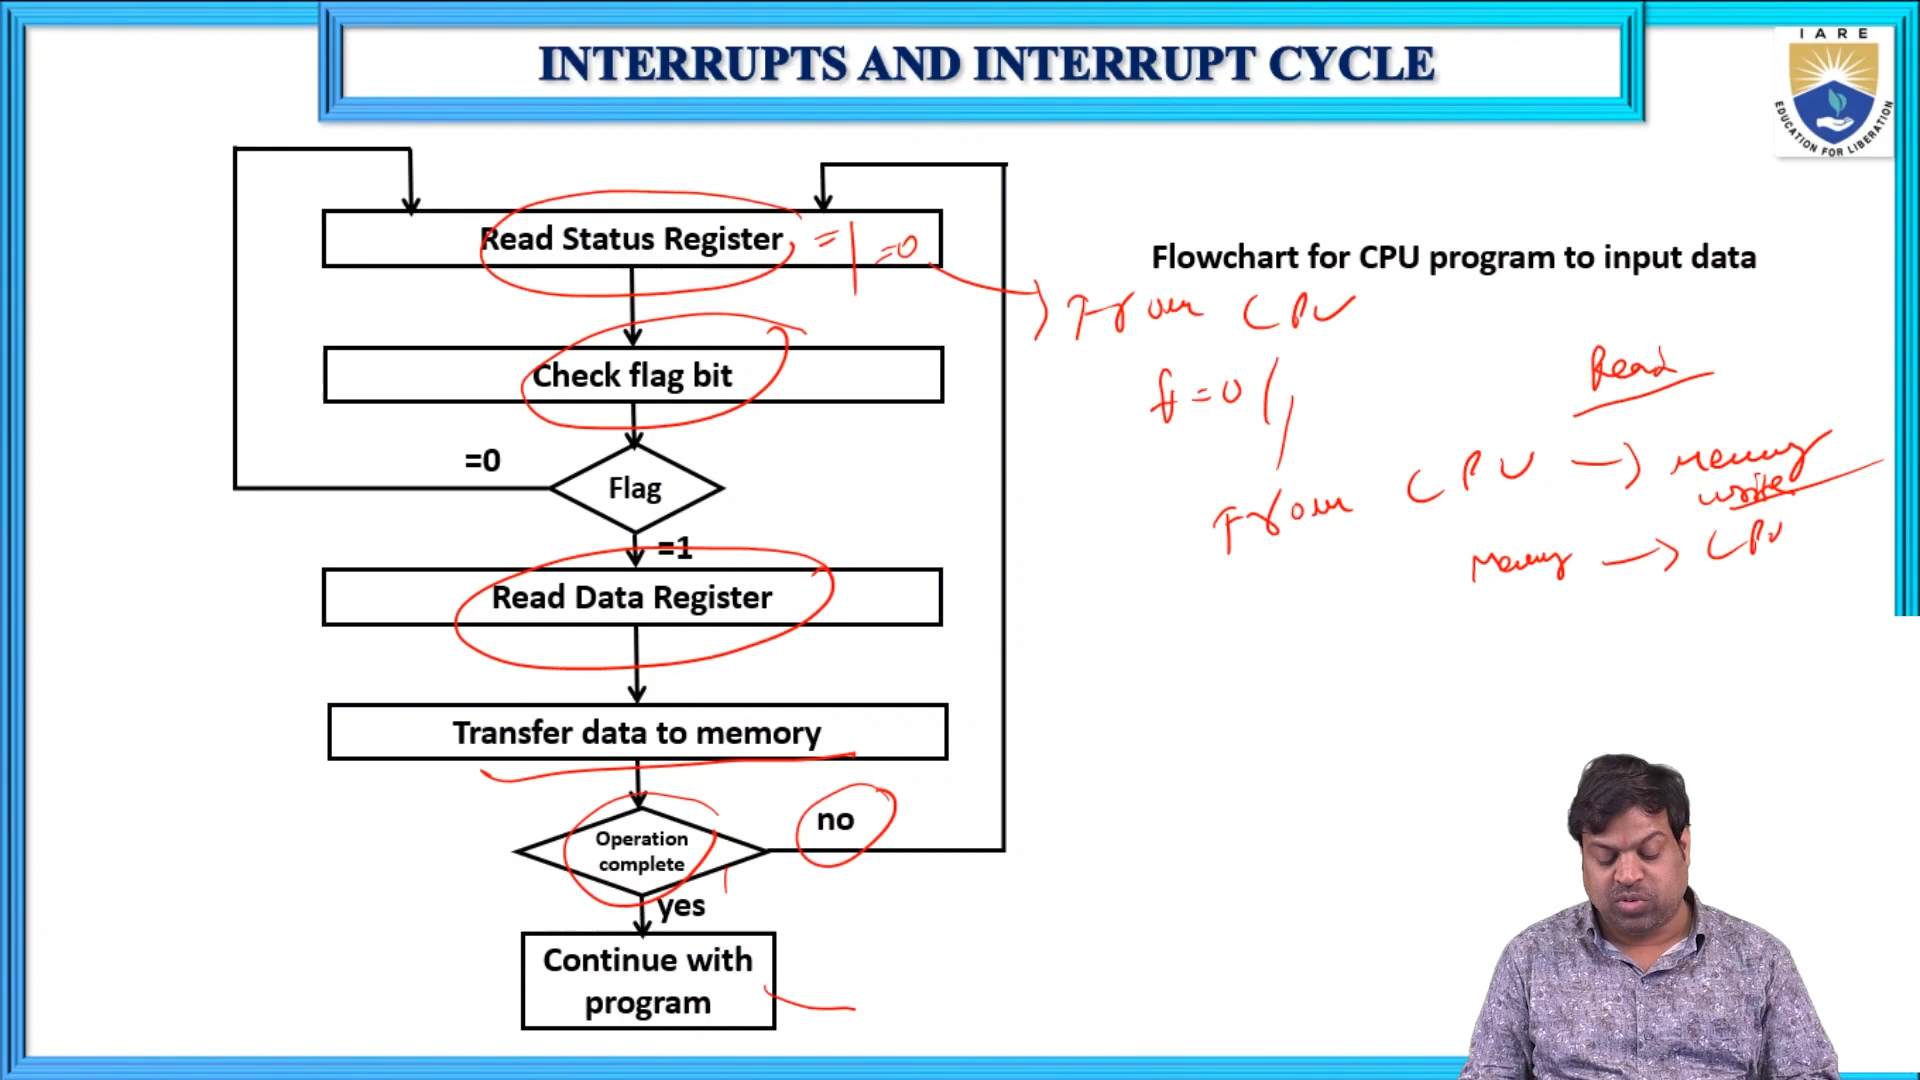 INTERRUPTS AND INTERRUPT CYCLE
IARE
EDUCATION FOR LIBERATION
Read Status Register
=1
=0
Flowchart for CPU program to input data
From CPU
Check flag bit
f=0
Read
=0
Flag
From CPU → Memory
write
=1
Memory → CPU
Read Data Register
Transfer data to memory
Operation
complete
no
yes
Continue with
program